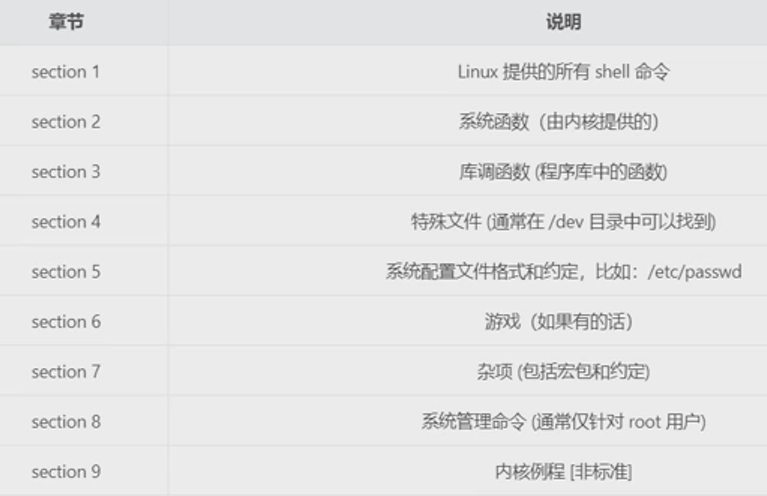 章节 说明
section 1 Linux 提供的所有 shell 命令
section 2 系统函数（由内核提供的）
section 3 库调函数 (程序库中的函数)
section 4 特殊文件 (通常在 /dev 目录中可以找到)
section 5 系统配置文件格式和约定，比如：/etc/passwd
section 6 游戏（如果有的话）
section 7 杂项 (包括宏包和约定)
section 8 系统管理命令 (通常仅针对 root 用户)
section 9 内核例程 [非标准]